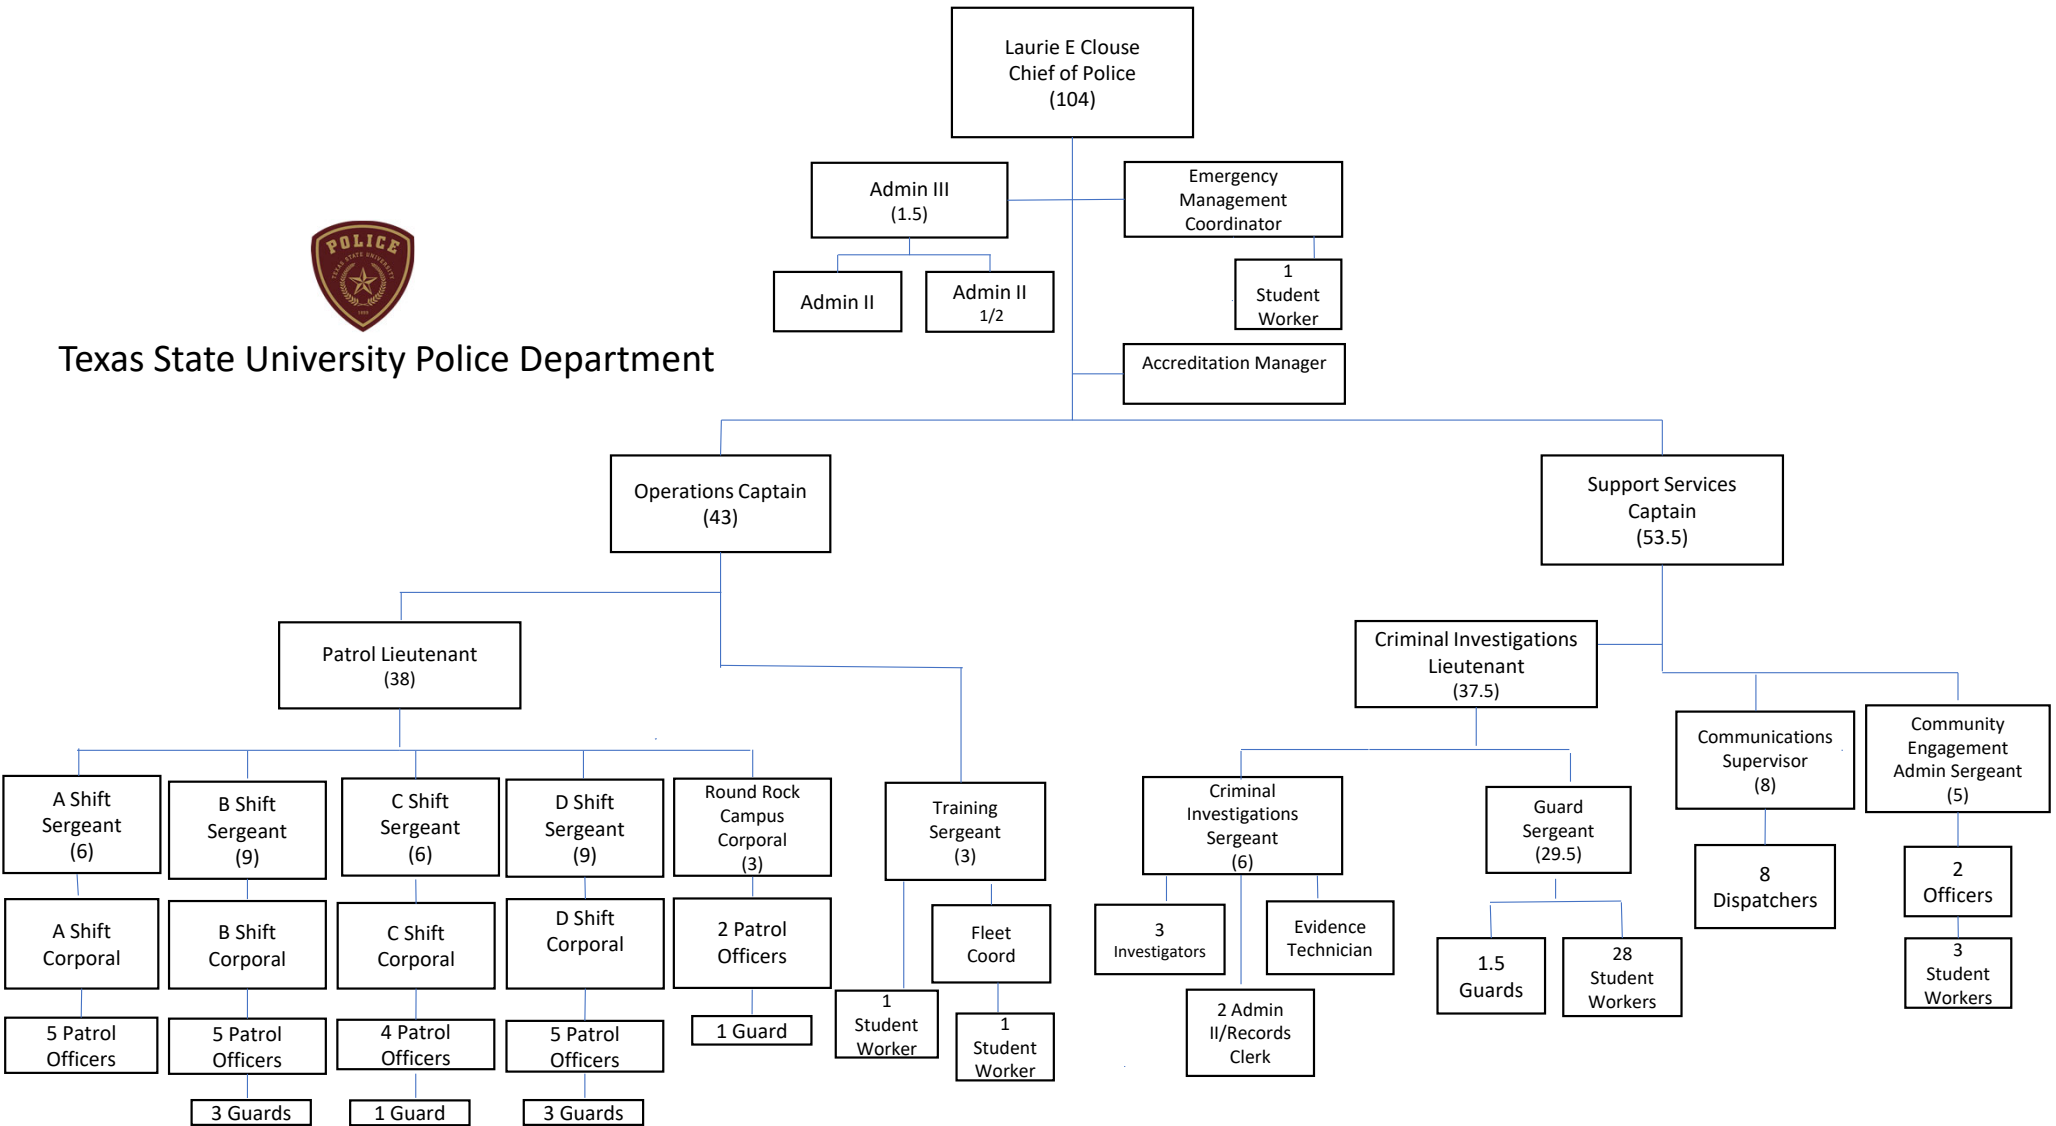 Laurie E Clouse
Chief of Police
(104)
Admin III
(1.5)
Emergency
Management
Coordinator
Admin II
Admin II
1/2
1
Student
Worker
POLICE
TEXAS STATE UNIVERSITY
1899
Texas State University Police Department
Accreditation Manager
Operations Captain
(43)
Support Services
Captain
(53.5)
Patrol Lieutenant
(38)
Criminal Investigations
Lieutenant
(37.5)
A Shift
Sergeant
(6)
B Shift
Sergeant
(9)
C Shift
Sergeant
(6)
D Shift
Sergeant
(9)
Round Rock
Campus
Corporal
(3)
Training
Sergeant
(3)
Criminal
Investigations
Sergeant
(6)
Guard
Sergeant
(29.5)
Communications
Supervisor
(8)
Community
Engagement
Admin Sergeant
(5)
A Shift
Corporal
B Shift
Corporal
C Shift
Corporal
D Shift
Corporal
2 Patrol
Officers
Fleet
Coord
3
Investigators
Evidence
Technician
1.5
Guards
28
Student
Workers
8
Dispatchers
2
Officers
5 Patrol
Officers
5 Patrol
Officers
4 Patrol
Officers
5 Patrol
Officers
1 Guard
1
Student
Worker
1
Student
Worker
2 Admin
II/Records
Clerk
3
Student
Workers
3 Guards
1 Guard
3 Guards